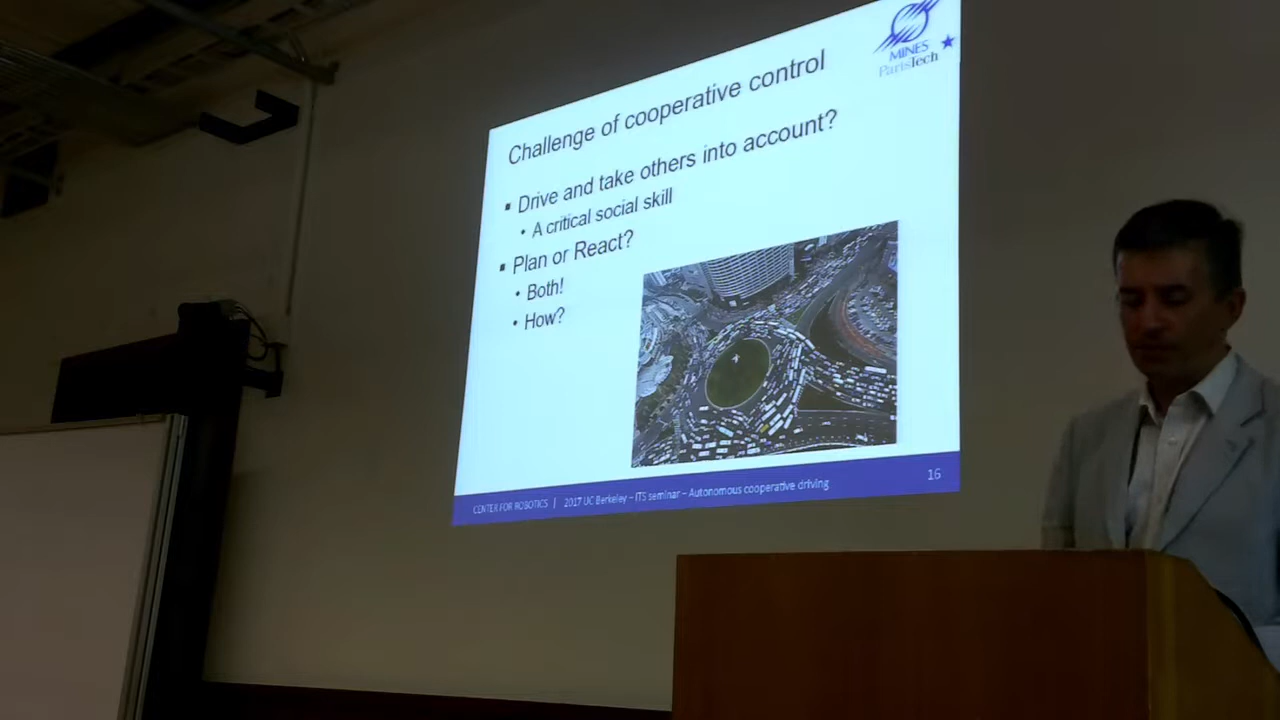 MINES
ParisTech
Challenge of cooperative control
▪ Drive and take others into account?
• A critical social skill
▪ Plan or React?
• Both!
• How?
CENTER FOR ROBOTICS | 2017 UC Berkeley – ITS seminar – Autonomous cooperative driving
16